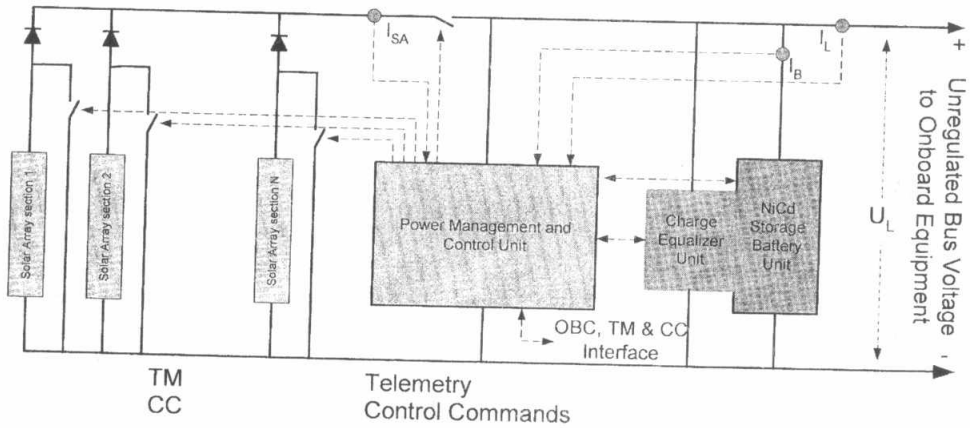 I_SA
I_L
I_B
+
Unregulated Bus Voltage
to Onboard Equipment
U_L
-
Solar Array section 1
Solar Array section 2
Solar Array section N
Power Management and
Control Unit
Charge
Equalizer
Unit
NiCd
Storage
Battery
Unit
OBC, TM & CC
Interface
TM
CC
Telemetry
Control Commands